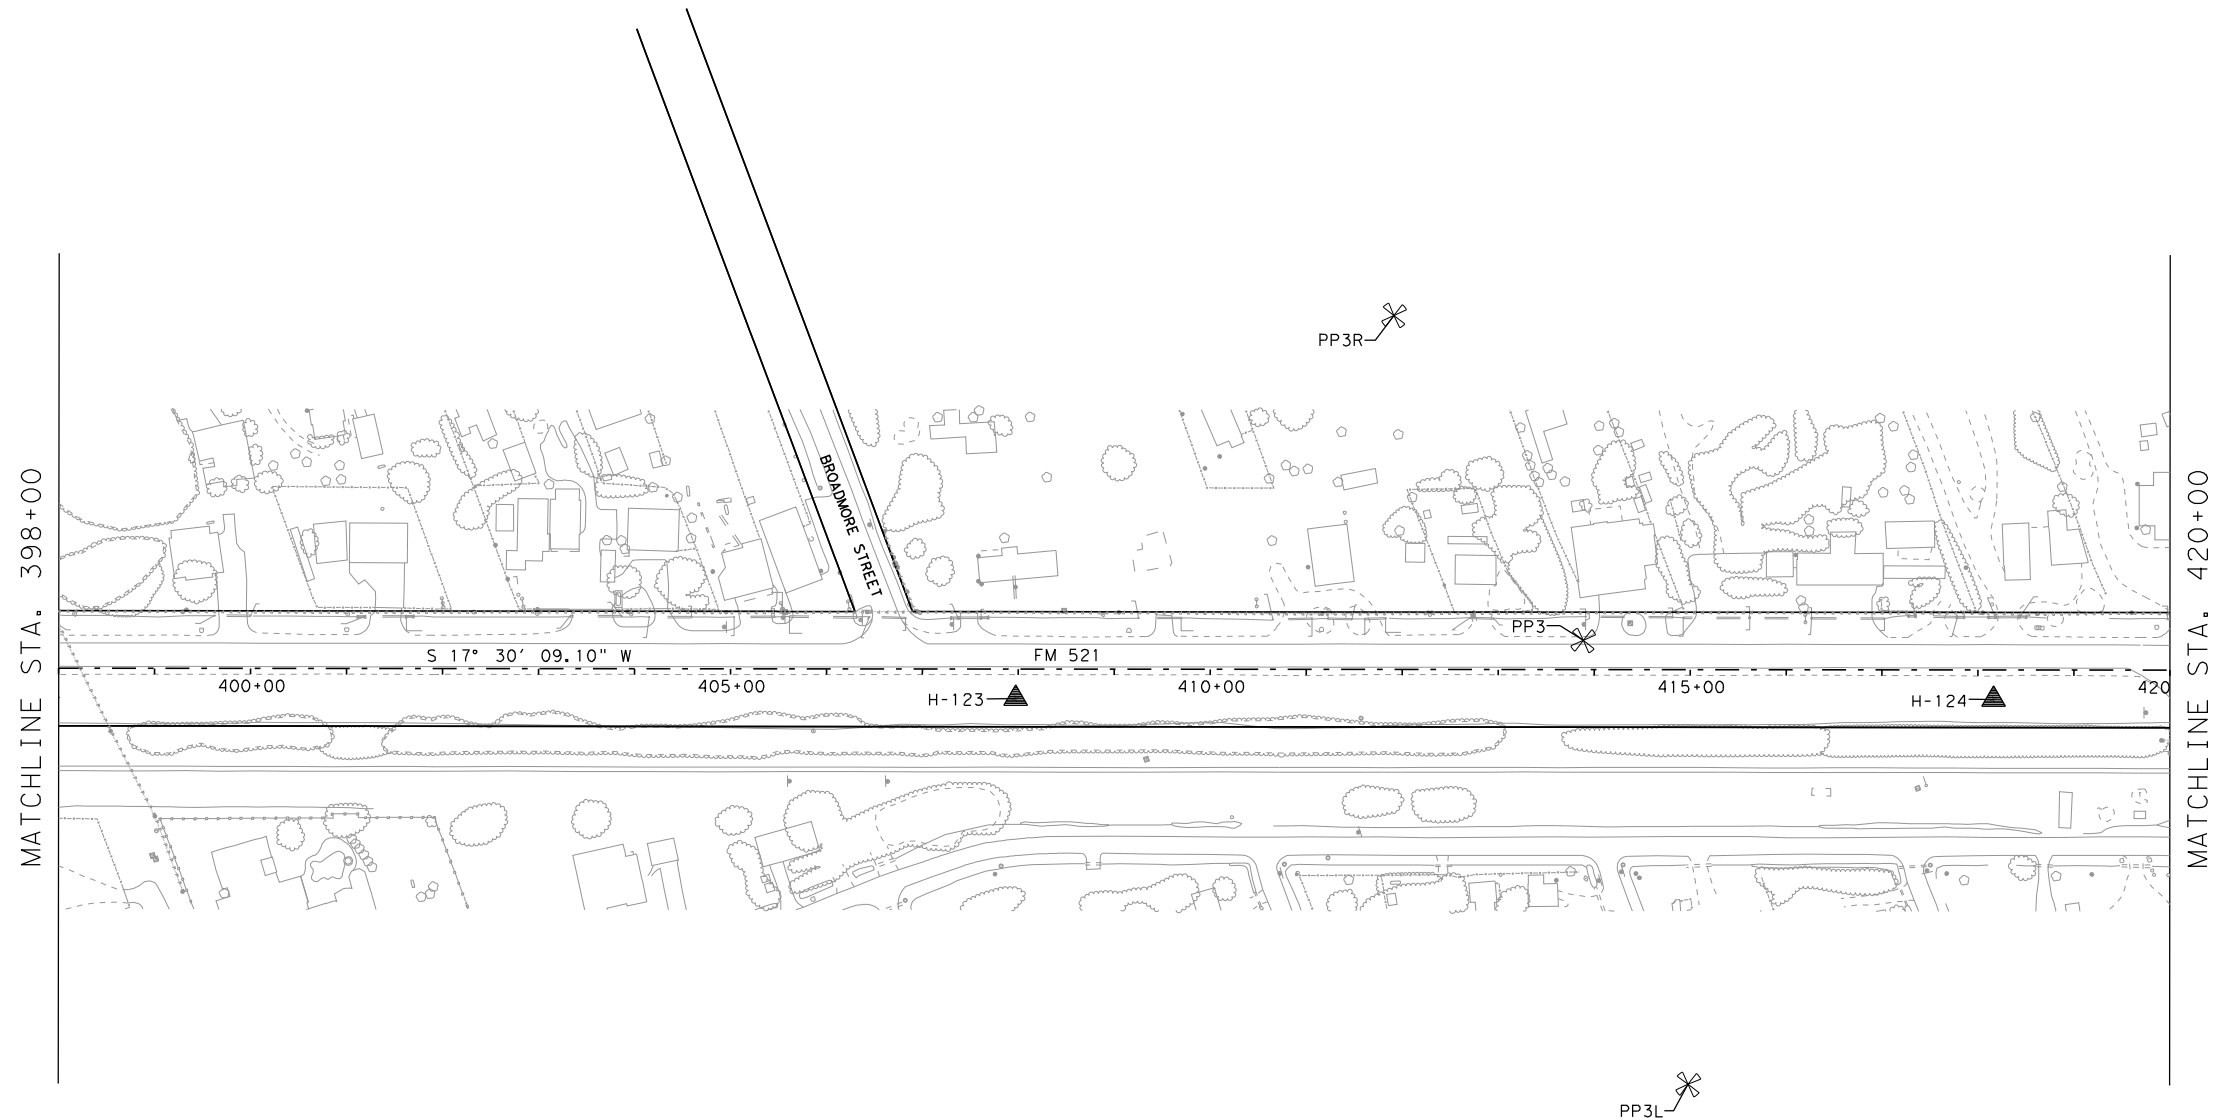 PP3R
MATCHLINE STA. 398+00
BROADMORE STREET
MATCHLINE STA. 420+00
PP3
S 17° 30' 09.10" W
FM 521
400+00
405+00
410+00
415+00
420
H-123
H-124
PP3L